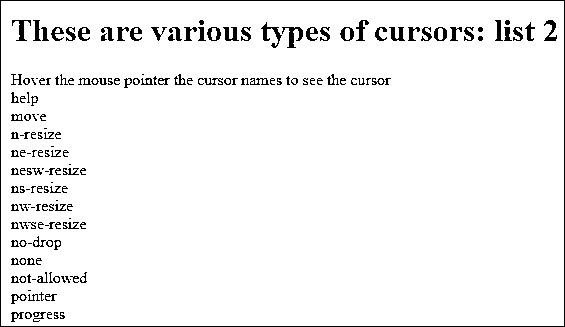 These are various types of cursors: list 2
Hover the mouse pointer the cursor names to see the cursor
help
move
n-resize
ne-resize
nesw-resize
ns-resize
nw-resize
nwse-resize
no-drop
none
not-allowed
pointer
progress